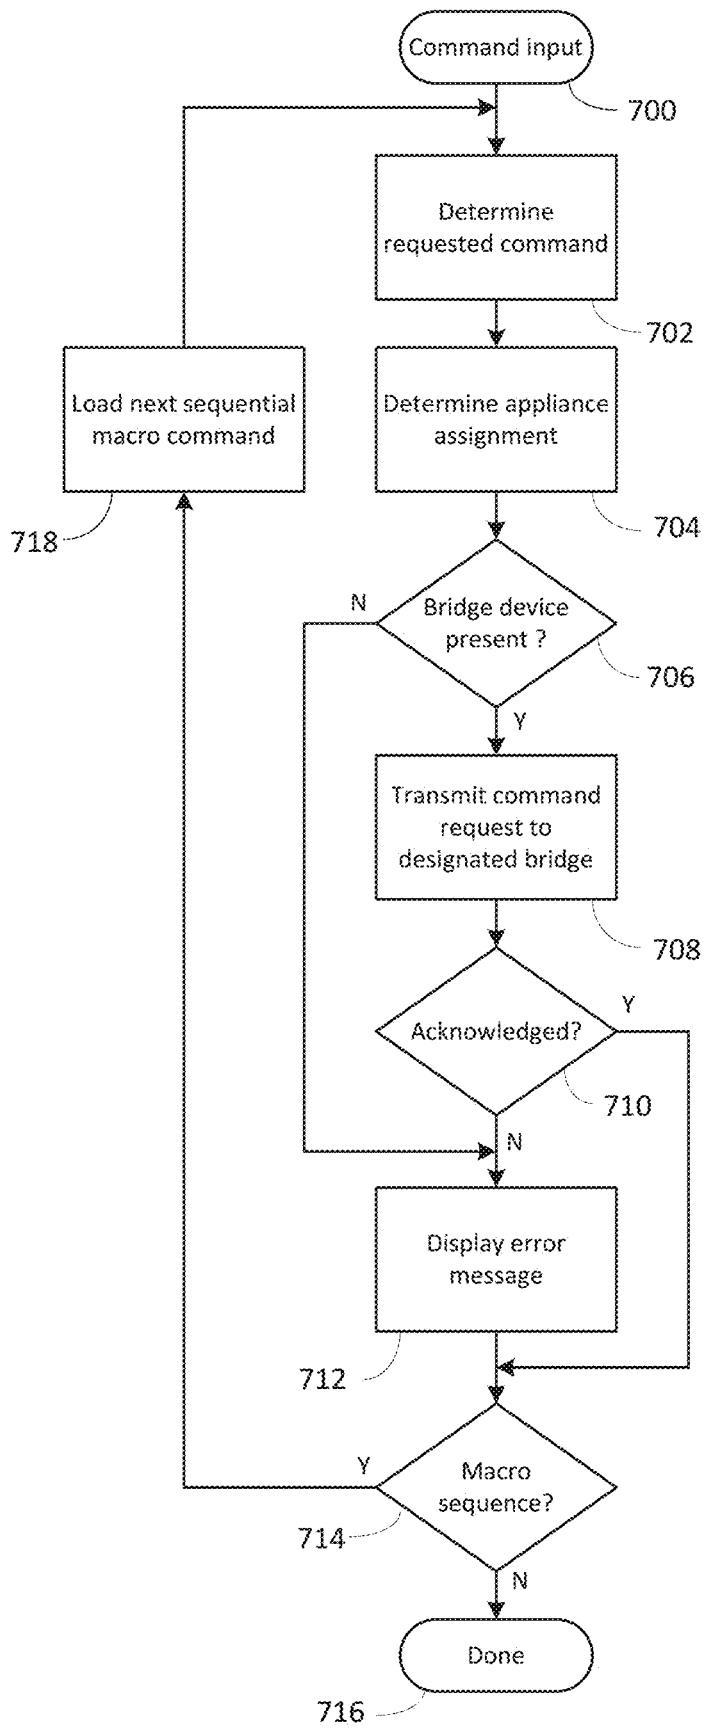 Command input
700
Determine
requested command
702
Load next sequential
macro command
718
Determine appliance
assignment
704
N
Bridge device
present ?
706
Y
Transmit command
request to
designated bridge
708
Y
Acknowledged?
710
N
Display error
message
712
Y
Macro
sequence?
714
N
Done
716